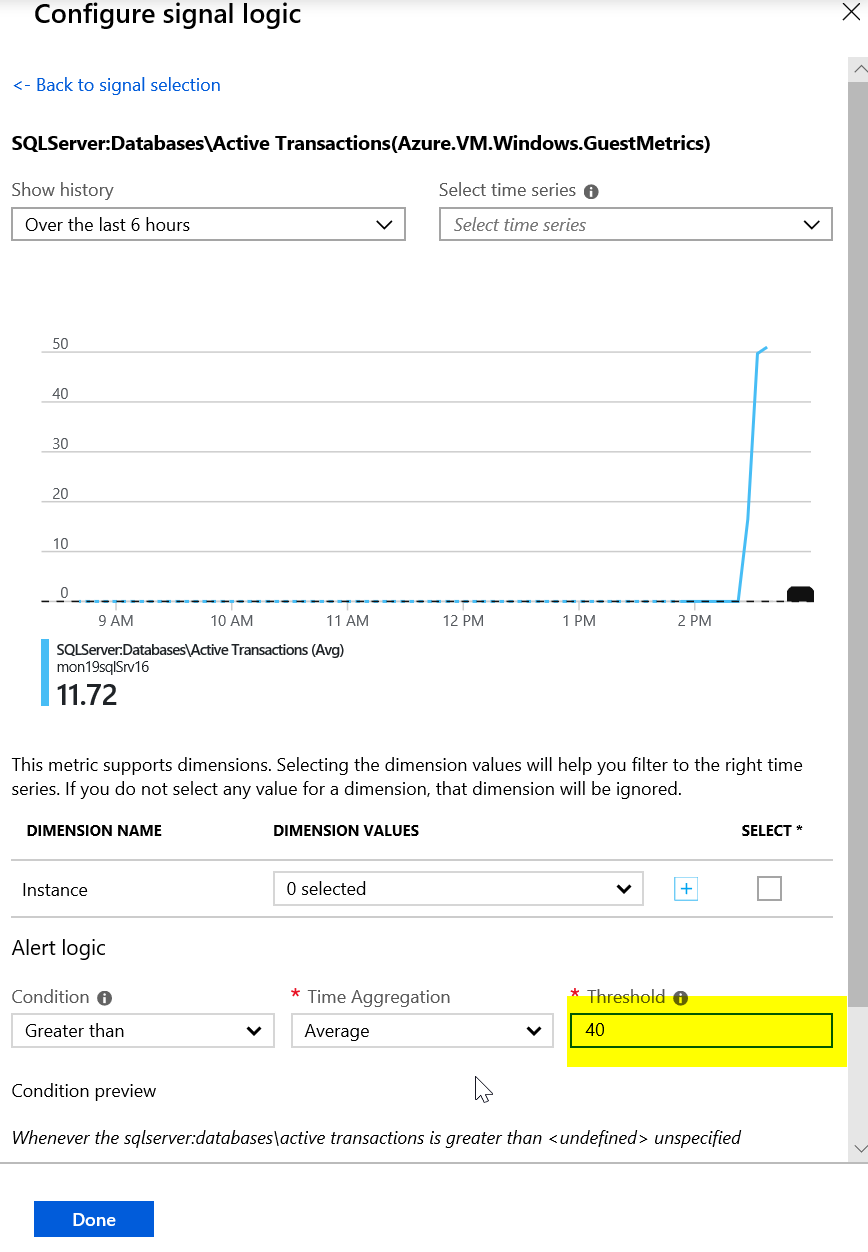 Configure signal logic
<- Back to signal selection
SQLServer:Databases\Active Transactions(Azure.VM.Windows.GuestMetrics)
Show history
Select time series
Over the last 6 hours
Select time series
50
40
30
20
10
0
9 AM 10 AM 11 AM 12 PM 1 PM 2 PM
SQLServer:Databases\Active Transactions (Avg)
mon19sqlSrv16
11.72
This metric supports dimensions. Selecting the dimension values will help you filter to the right time
series. If you do not select any value for a dimension, that dimension will be ignored.
DIMENSION NAME DIMENSION VALUES SELECT *
Instance 0 selected +
Alert logic
Condition * Time Aggregation * Threshold
Greater than Average 40
Condition preview
Whenever the sqlserver:databases\active transactions is greater than <undefined> unspecified
Done